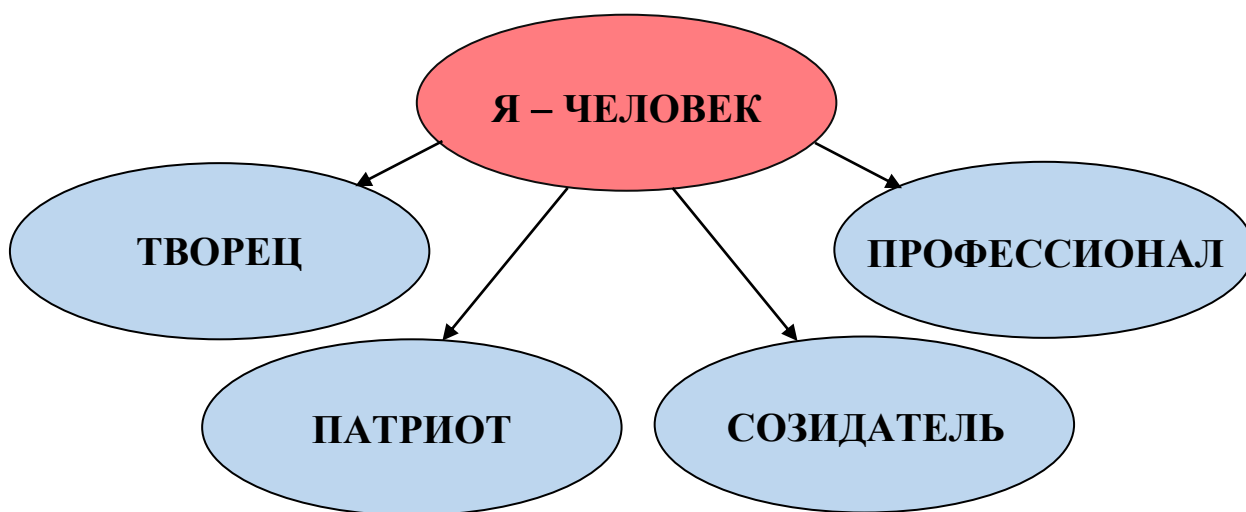 Я – ЧЕЛОВЕК
ТВОРЕЦ
ПРОФЕССИОНАЛ
ПАТРИОТ
СОЗИДАТЕЛЬ